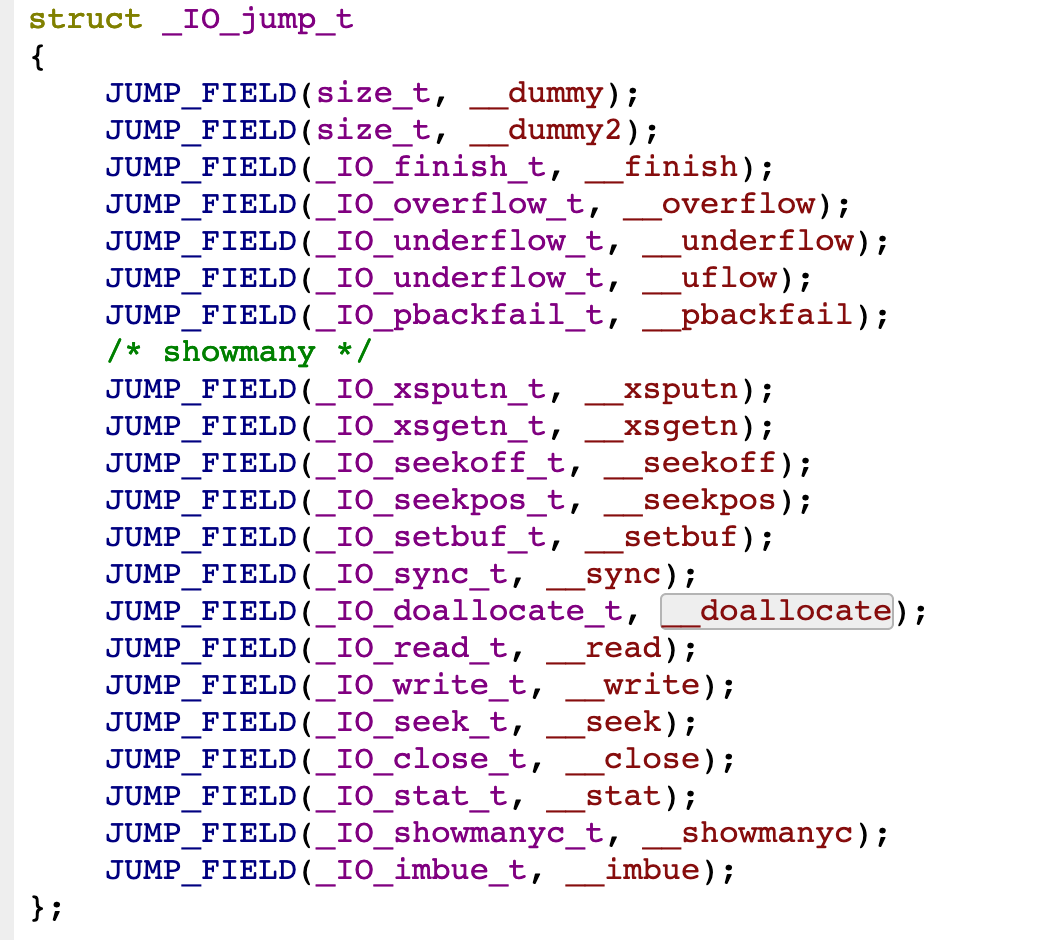 struct _IO_jump_t
{
    JUMP_FIELD(size_t, __dummy);
    JUMP_FIELD(size_t, __dummy2);
    JUMP_FIELD(_IO_finish_t, __finish);
    JUMP_FIELD(_IO_overflow_t, __overflow);
    JUMP_FIELD(_IO_underflow_t, __underflow);
    JUMP_FIELD(_IO_underflow_t, __uflow);
    JUMP_FIELD(_IO_pbackfail_t, __pbackfail);
    /* showmany */
    JUMP_FIELD(_IO_xsputn_t, __xsputn);
    JUMP_FIELD(_IO_xsgetn_t, __xsgetn);
    JUMP_FIELD(_IO_seekoff_t, __seekoff);
    JUMP_FIELD(_IO_seekpos_t, __seekpos);
    JUMP_FIELD(_IO_setbuf_t, __setbuf);
    JUMP_FIELD(_IO_sync_t, __sync);
    JUMP_FIELD(_IO_doallocate_t, __doallocate);
    JUMP_FIELD(_IO_read_t, __read);
    JUMP_FIELD(_IO_write_t, __write);
    JUMP_FIELD(_IO_seek_t, __seek);
    JUMP_FIELD(_IO_close_t, __close);
    JUMP_FIELD(_IO_stat_t, __stat);
    JUMP_FIELD(_IO_showmanyc_t, __showmanyc);
    JUMP_FIELD(_IO_imbue_t, __imbue);
};